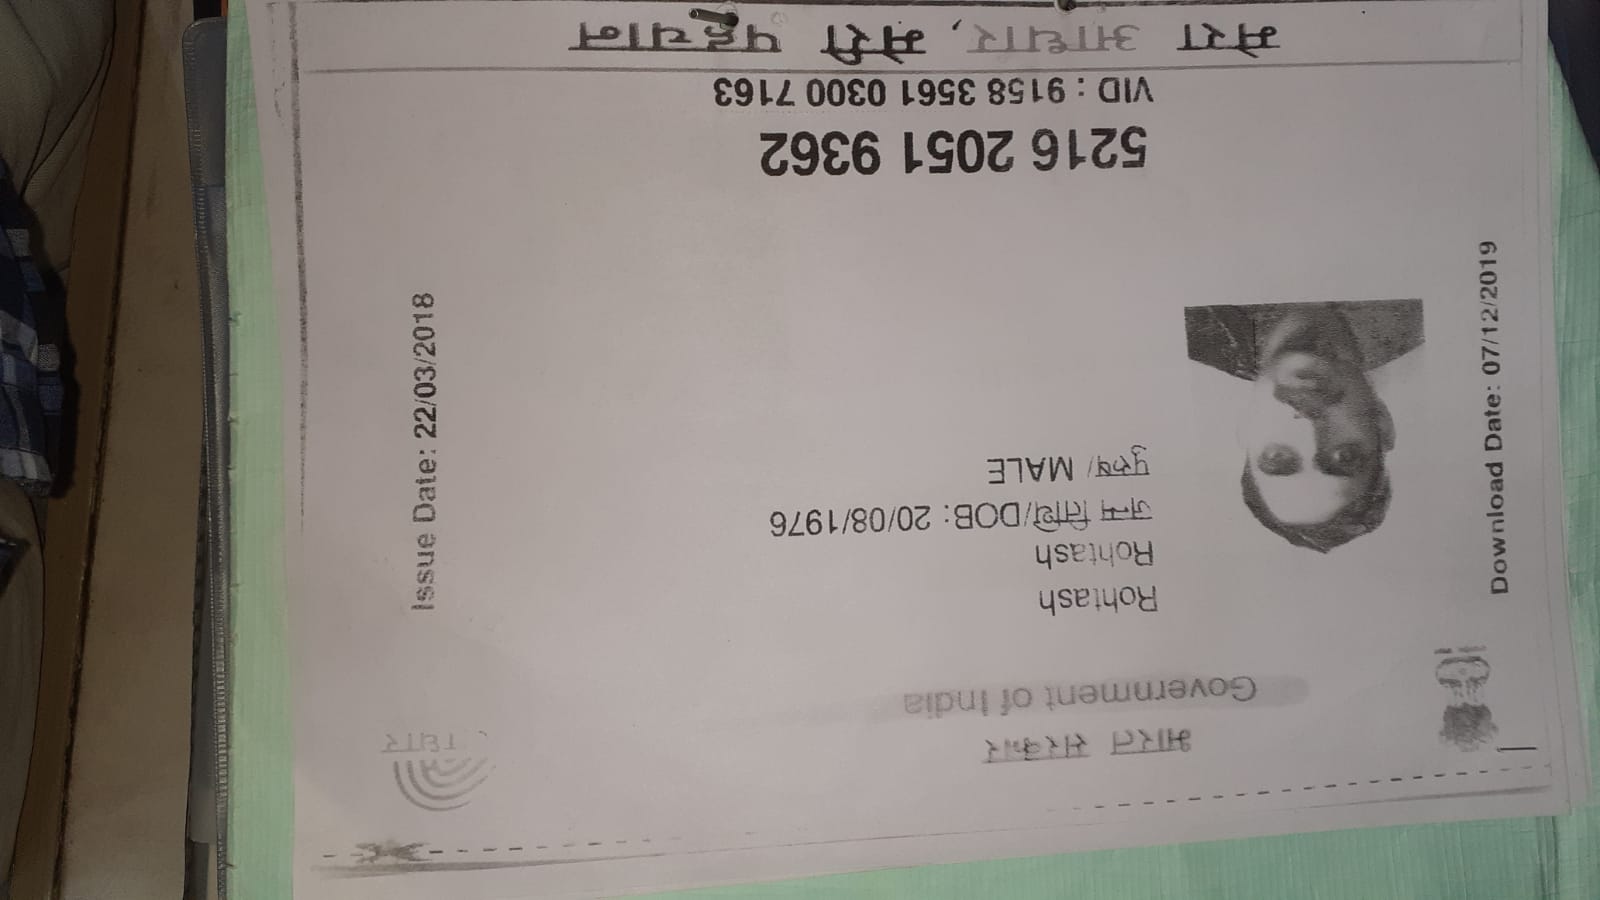 भारत सरकार
Government of India
Download Date: 07/12/2019
Rohtash
Rohtash
जन्म तिथि/DOB: 20/08/1976
पुरुष/ MALE
Issue Date: 22/03/2018
5216 2051 9362
VID : 9158 3561 0300 7163
मेरा आधार, मेरी पहचान